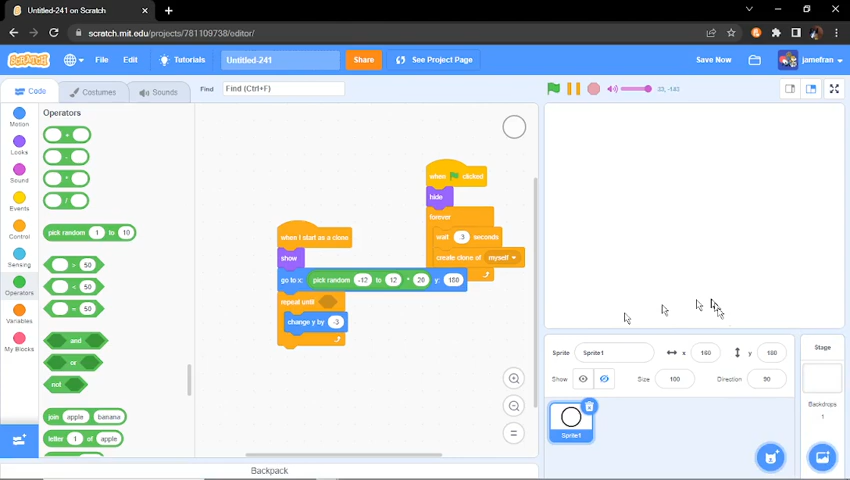 Untitled-241 on Scratch
scratch.mit.edu/projects/781109738/editor/
SCRATCH
File Edit Tutorials Untitled-241 Share See Project Page Save Now jamefran
Code Costumes Sounds Find Find (Ctrl+F)
Motion
Looks
Sound
Events
Control
Sensing
Operators
Variables
My Blocks
Operators
+
-
*
/
pick random 1 to 10
> 50
< 50
= 50
and
or
not
join apple banana
letter 1 of apple
when clicked
hide
forever
wait .3 seconds
create clone of myself
when I start as a clone
show
go to x: pick random -12 to 12 * 20 y: 180
repeat until
change y by -3
Backpack
Sprite Sprite1 x 160 y 180
Show Size 100 Direction 90
Sprite1
Stage
Backdrops
1